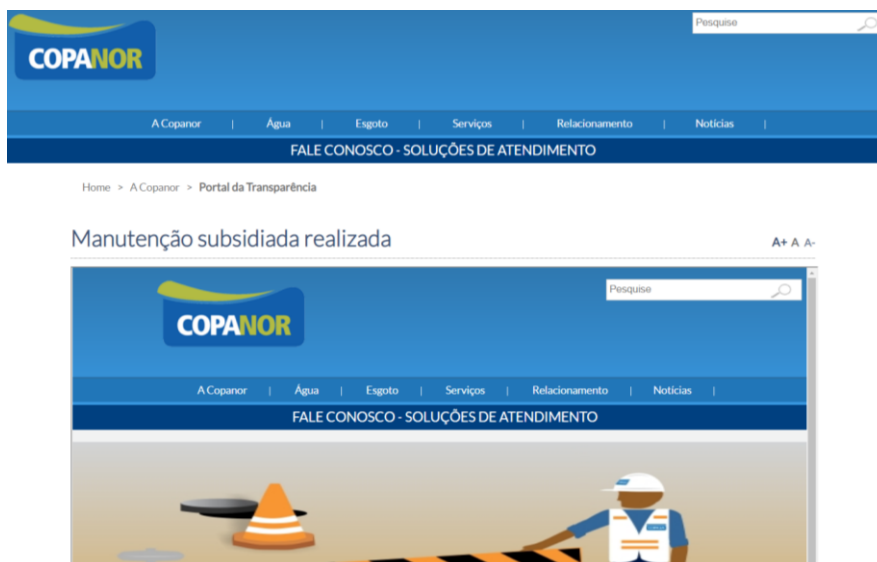 Pesquise
COPANOR
A Copanor | Água | Esgoto | Serviços | Relacionamento | Notícias |
FALE CONOSCO - SOLUÇÕES DE ATENDIMENTO
Home > A Copanor > Portal da Transparência
Manutenção subsidiada realizada
A+ A A-
Pesquise
COPANOR
A Copanor | Água | Esgoto | Serviços | Relacionamento | Notícias |
FALE CONOSCO - SOLUÇÕES DE ATENDIMENTO